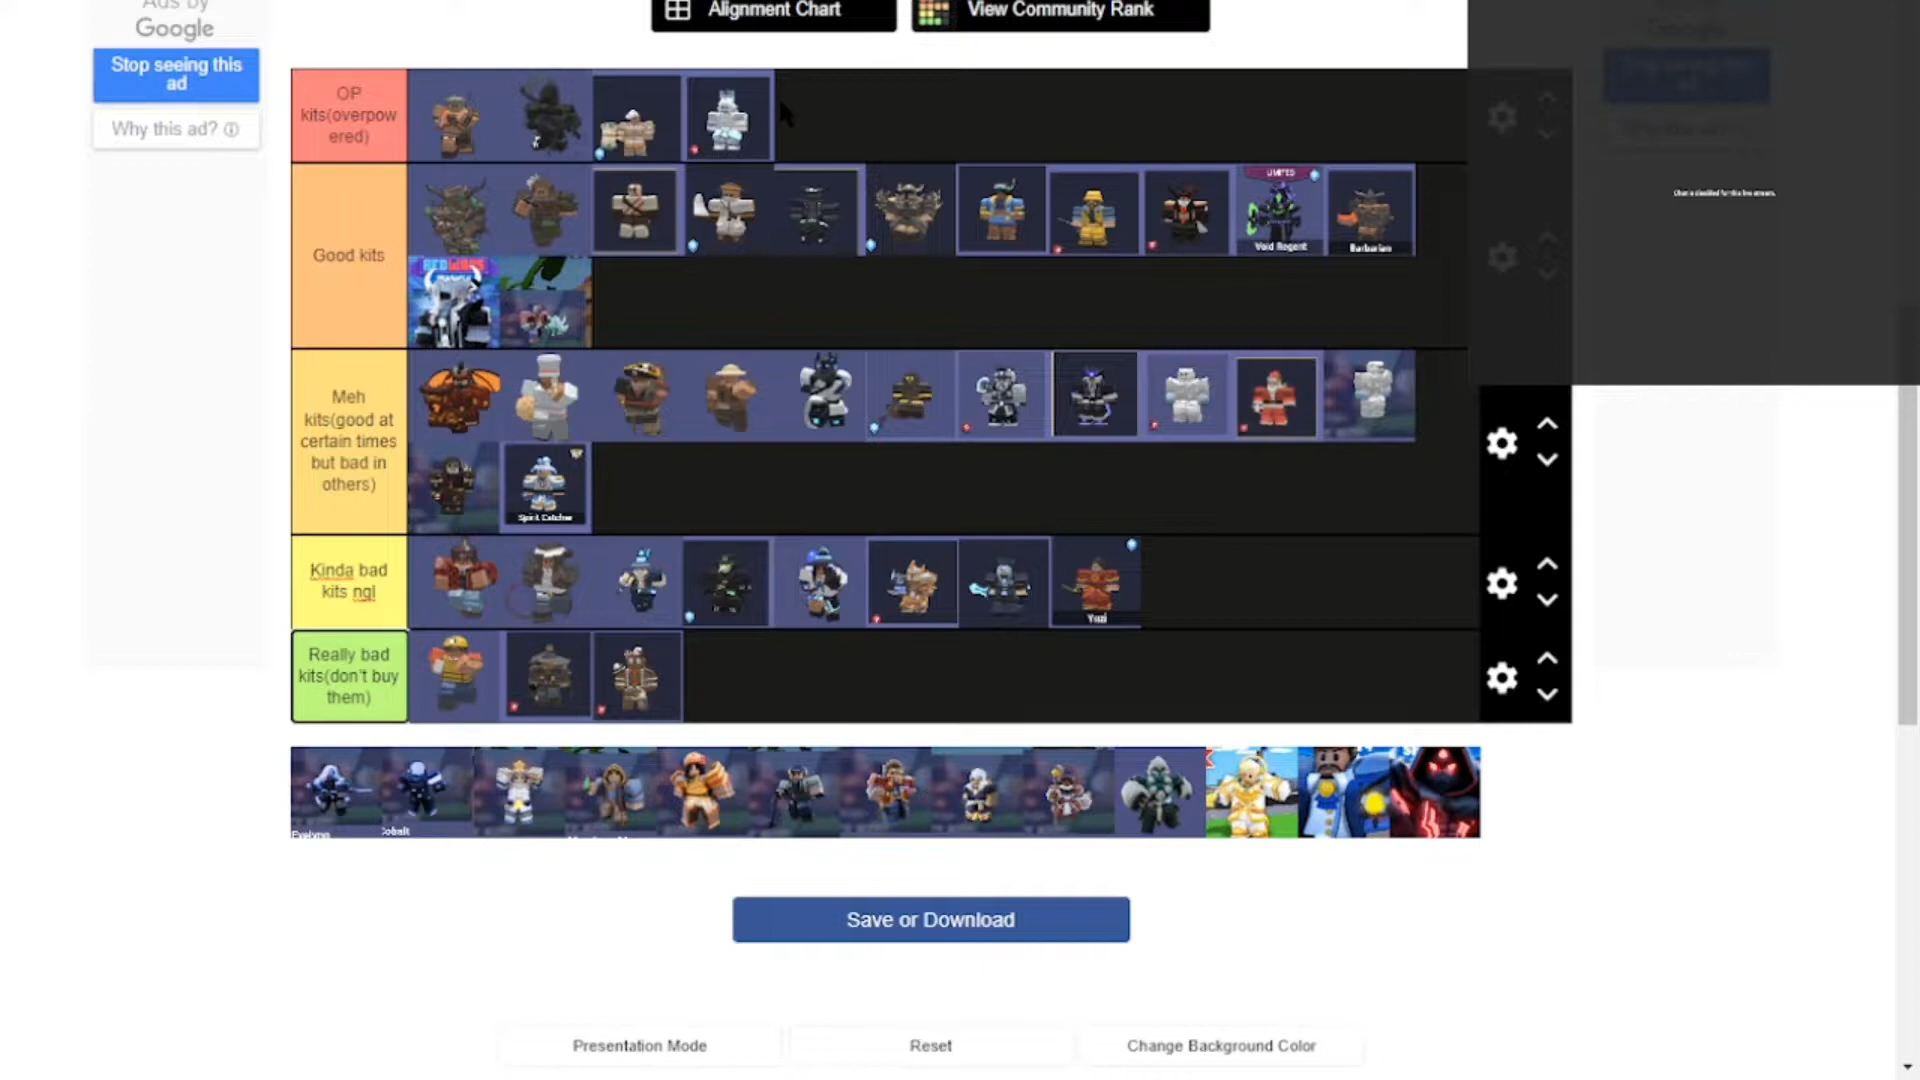 Ads by
Google
Stop seeing this
ad
Why this ad?
Alignment Chart
View Community Rank
OP
kits(overpow
ered)
Good kits
LIMITED
Void Regent
Barbarian
BEDWARS
Meh
kits(good at
certain times
but bad in
others)
Spirit Catcher
Kinda bad
kits ngl
Yuzi
Really bad
kits(don't buy
them)
Evelynn
Cobalt
Save or Download
Presentation Mode
Reset
Change Background Color